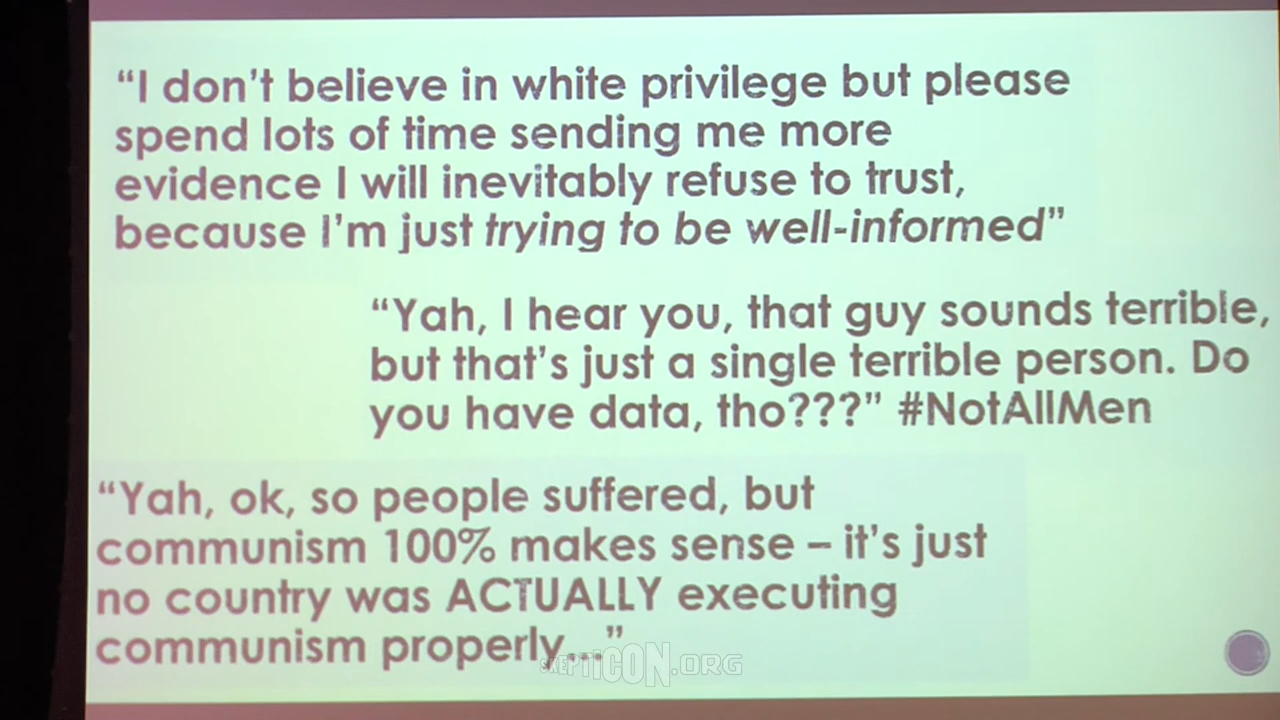 “I don’t believe in white privilege but please
spend lots of time sending me more
evidence I will inevitably refuse to trust,
because I’m just trying to be well-informed”
“Yah, I hear you, that guy sounds terrible,
but that’s just a single terrible person. Do
you have data, tho???” #NotAllMen
“Yah, ok, so people suffered, but
communism 100% makes sense – it’s just
no country was ACTUALLY executing
communism properly...”
SKEPTICON.ORG